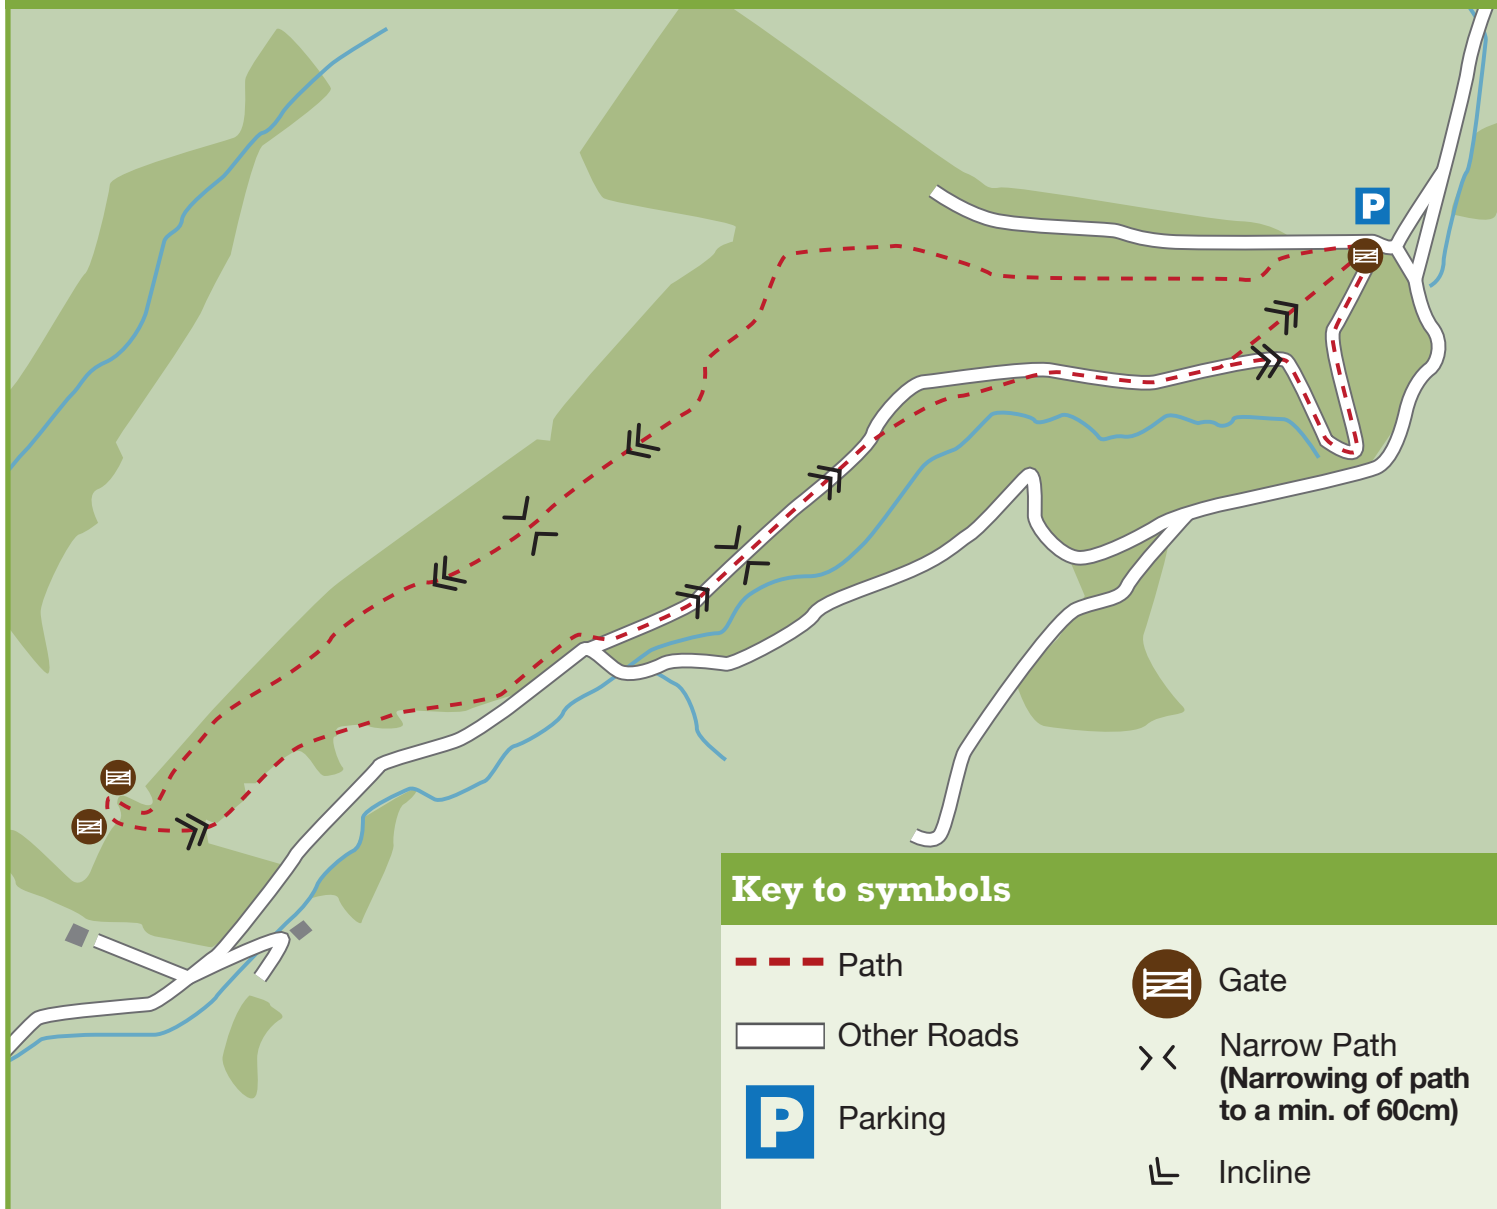 P
Key to symbols
Path
Other Roads
P
Parking
Gate
Narrow Path
(Narrowing of path
to a min. of 60cm)
Incline